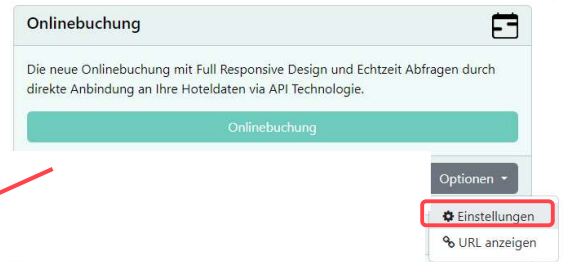 Onlinebuchung
Die neue Onlinebuchung mit Full Responsive Design und Echtzeit Abfragen durch
direkte Anbindung an Ihre Hoteldaten via API Technologie.
Onlinebuchung
Optionen
Einstellungen
URL anzeigen